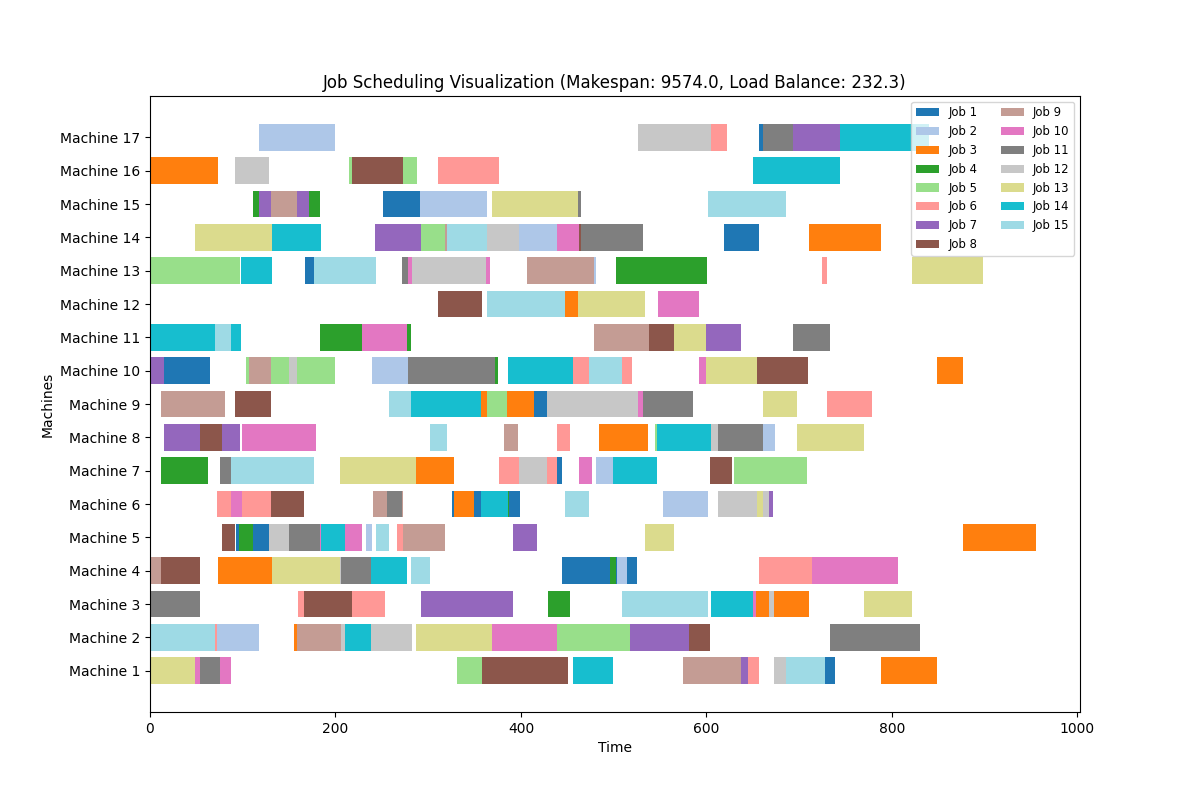 Job Scheduling Visualization (Makespan: 9574.0, Load Balance: 232.3)
Job 1
Job 2
Job 3
Job 4
Job 5
Job 6
Job 7
Job 8
Job 9
Job 10
Job 11
Job 12
Job 13
Job 14
Job 15
Machines
Machine 17
Machine 16
Machine 15
Machine 14
Machine 13
Machine 12
Machine 11
Machine 10
Machine 9
Machine 8
Machine 7
Machine 6
Machine 5
Machine 4
Machine 3
Machine 2
Machine 1
0 200 400 600 800 1000
Time